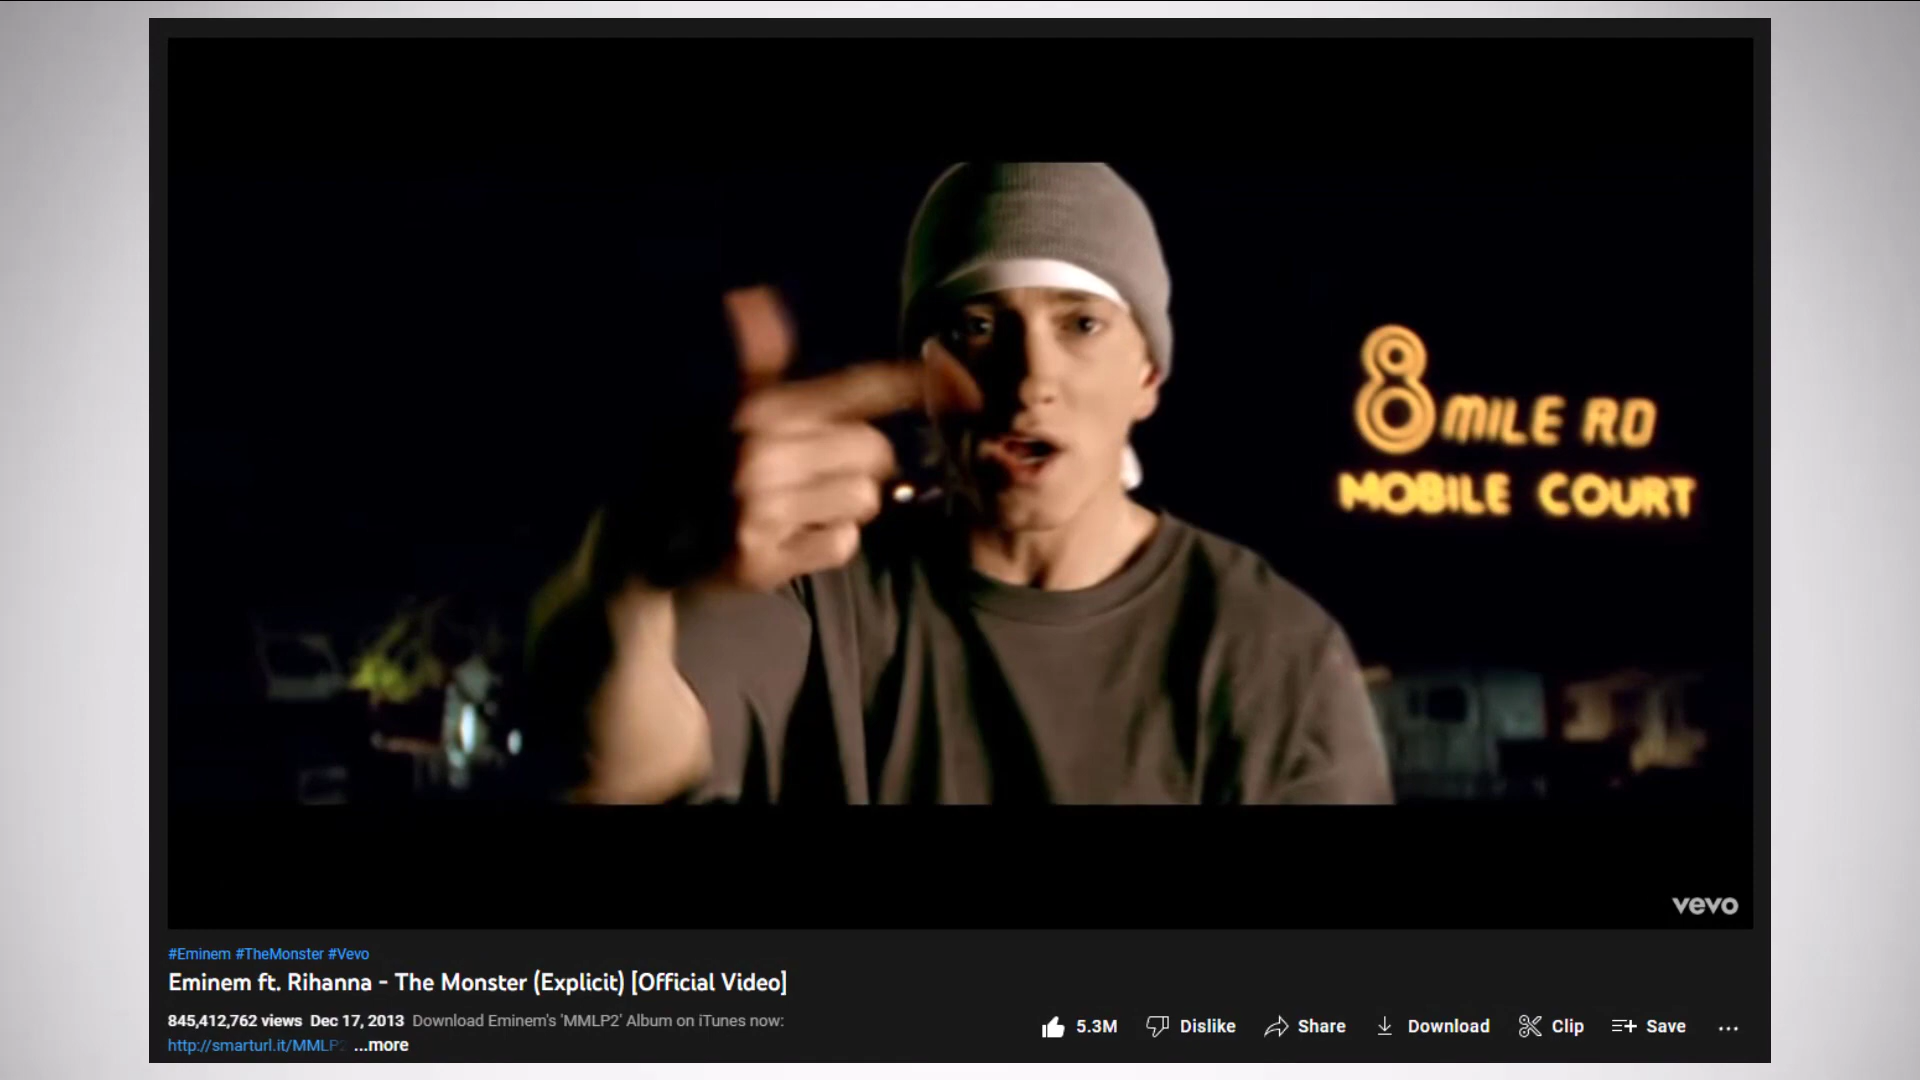 8 MILE RD
MOBILE COURT
vevo
#Eminem #TheMonster #Vevo
Eminem ft. Rihanna - The Monster (Explicit) [Official Video]
845,412,762 views Dec 17, 2013 Download Eminem's 'MMLP2' Album on iTunes now:
http://smarturl.it/MMLP2 ...more
5.3M Dislike Share Download Clip Save ...